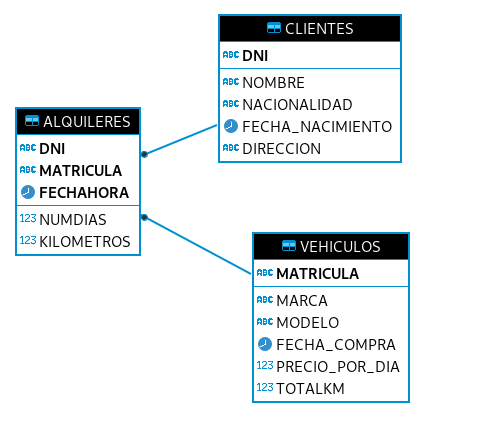 CLIENTES
ABC DNI
ABC NOMBRE
ABC NACIONALIDAD
FECHA_NACIMIENTO
ABC DIRECCION
ALQUILERES
ABC DNI
ABC MATRICULA
FECHAHORA
123 NUMDIAS
123 KILOMETROS
VEHICULOS
ABC MATRICULA
ABC MARCA
ABC MODELO
FECHA_COMPRA
123 PRECIO_POR_DIA
123 TOTALKM